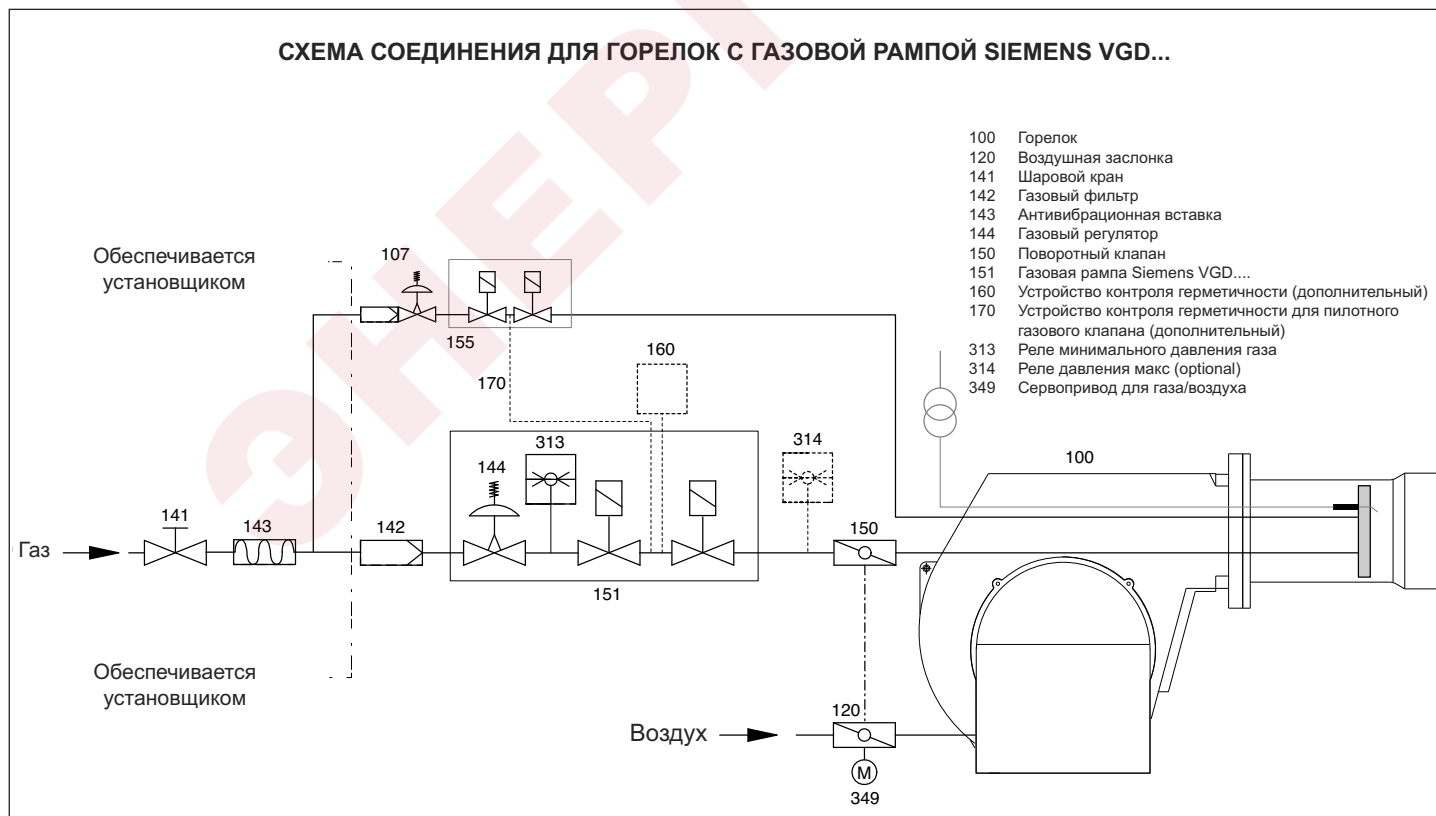 СХЕМА СОЕДИНЕНИЯ ДЛЯ ГОРЕЛОК С ГАЗОВОЙ РАМПОЙ SIEMENS VGD...
100 Горелок
120 Воздушная заслонка
141 Шаровой кран
142 Газовый фильтр
143 Антивибрационная вставка
144 Газовый регулятор
150 Поворотный клапан
151 Газовая рампа Siemens VGD....
160 Устройство контроля герметичности (дополнительный)
170 Устройство контроля герметичности для пилотного
газового клапана (дополнительный)
313 Реле минимального давления газа
314 Реле давления макс (optional)
349 Сервопривод для газа/воздуха
Обеспечивается
установщиком
107
155
160
170
313
144
314
100
141
143
142
150
Газ
151
Обеспечивается
установщиком
120
Воздух
M
349
ЭНЕРГ